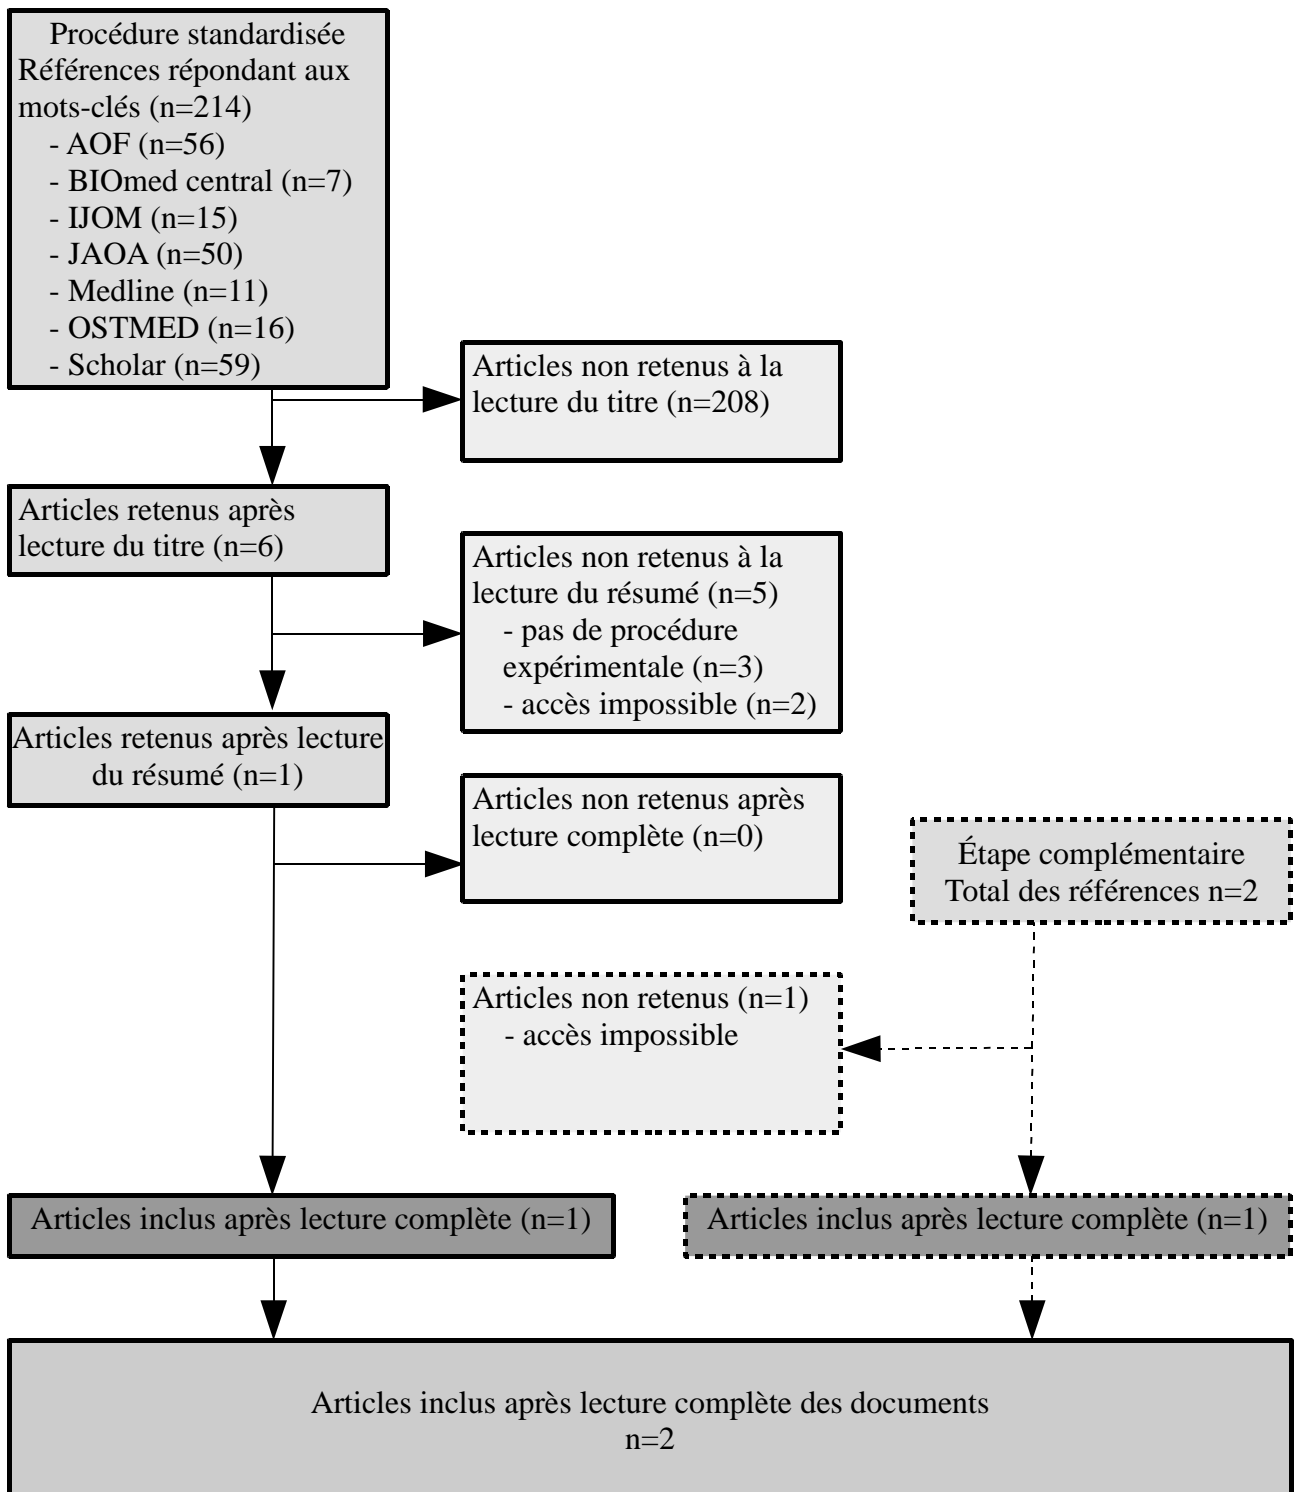 Procédure standardisée
Références répondant aux
mots-clés (n=214)
- AOF (n=56)
- BIOmed central (n=7)
- IJOM (n=15)
- JAOA (n=50)
- Medline (n=11)
- OSTMED (n=16)
- Scholar (n=59)
Articles non retenus à la
lecture du titre (n=208)
Articles retenus après
lecture du titre (n=6)
Articles non retenus à la
lecture du résumé (n=5)
- pas de procédure
expérimentale (n=3)
- accès impossible (n=2)
Articles retenus après lecture
du résumé (n=1)
Articles non retenus après
lecture complète (n=0)
Étape complémentaire
Total des références n=2
Articles non retenus (n=1)
- accès impossible
Articles inclus après lecture complète (n=1)
Articles inclus après lecture complète (n=1)
Articles inclus après lecture complète des documents
n=2